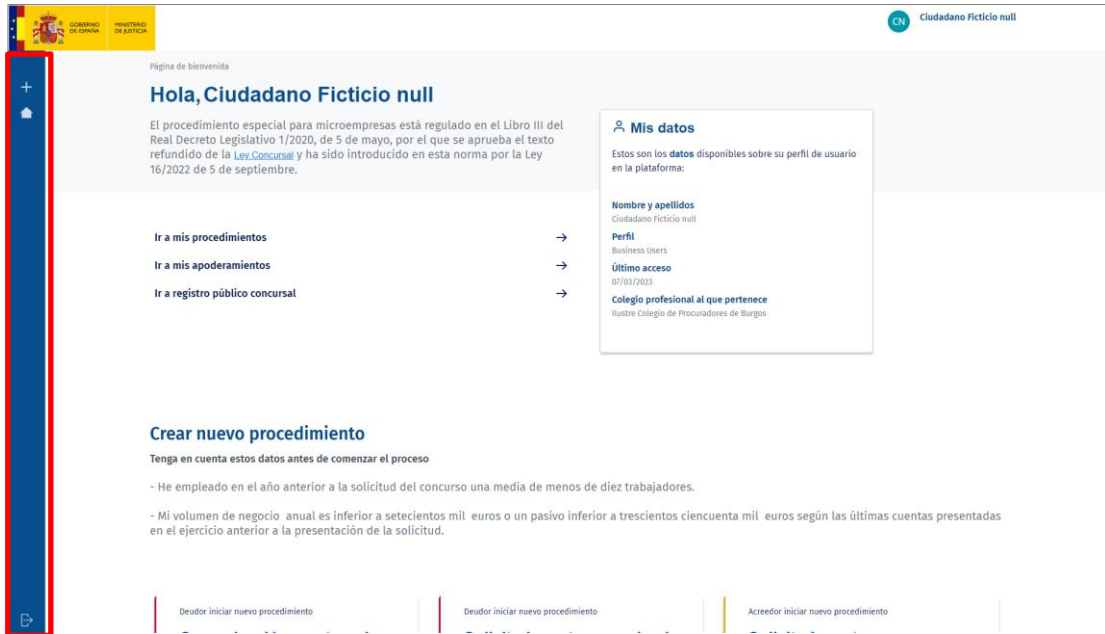 GOBIERNO DE ESPAÑA
MINISTERIO DE JUSTICIA
CN
Ciudadano Ficticio null
Página de bienvenida
Hola, Ciudadano Ficticio null
El procedimiento especial para microempresas está regulado en el Libro III del
Real Decreto Legislativo 1/2020, de 5 de mayo, por el que se aprueba el texto
refundido de la Ley Concursal y ha sido introducido en esta norma por la Ley
16/2022 de 5 de septiembre.
Mis datos
Estos son los datos disponibles sobre su perfil de usuario
en la plataforma:
Nombre y apellidos
Ciudadano Ficticio null
Perfil
Business Users
Último acceso
07/03/2023
Colegio profesional al que pertenece
Ilustre Colegio de Procuradores de Burgos
Ir a mis procedimientos
Ir a mis apoderamientos
Ir a registro público concursal
Crear nuevo procedimiento
Tenga en cuenta estos datos antes de comenzar el proceso
- He empleado en el año anterior a la solicitud del concurso una media de menos de diez trabajadores.
- Mi volumen de negocio anual es inferior a setecientos mil euros o un pasivo inferior a trescientos ciencuenta mil euros según las últimas cuentas presentadas
en el ejercicio anterior a la presentación de la solicitud.
Deudor iniciar nuevo procedimiento
Deudor iniciar nuevo procedimiento
Acreedor iniciar nuevo procedimiento